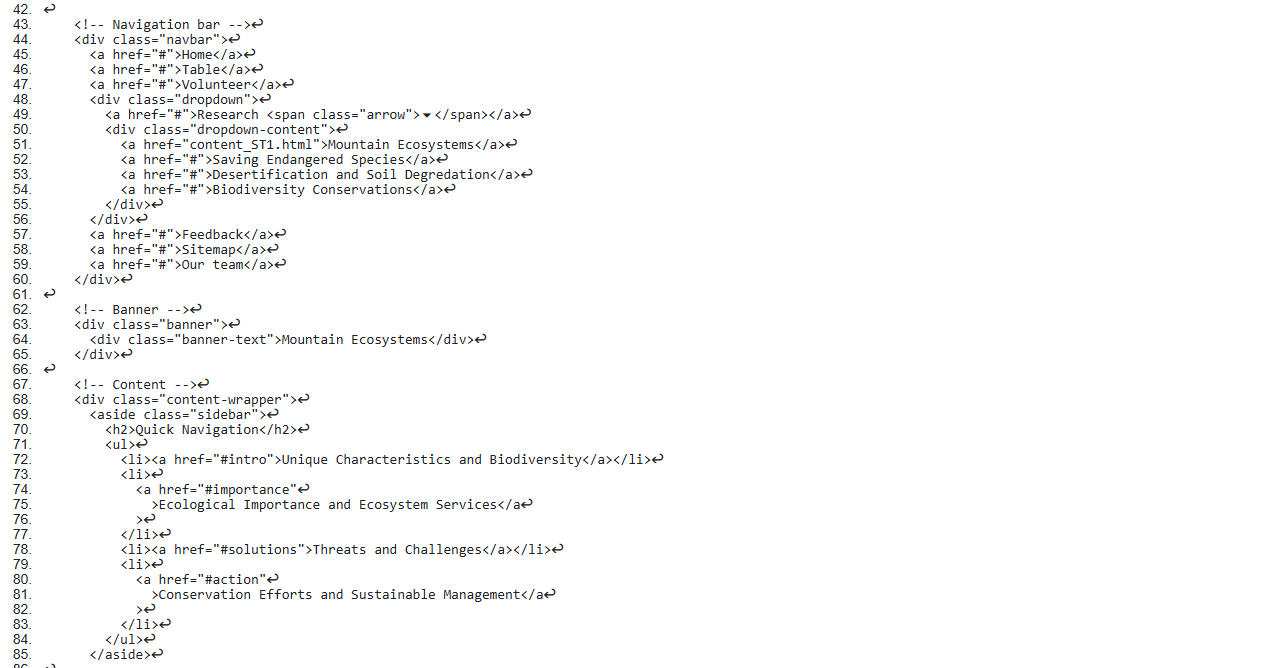 42. ↩
43. <!-- Navigation bar -->↩
44. <div class="navbar">↩
45. <a href="#">Home</a>↩
46. <a href="#">Table</a>↩
47. <a href="#">Volunteer</a>↩
48. <div class="dropdown">↩
49. <a href="#">Research <span class="arrow">▾</span></a>↩
50. <div class="dropdown-content">↩
51. <a href="content_ST1.html">Mountain Ecosystems</a>↩
52. <a href="#">Saving Endangered Species</a>↩
53. <a href="#">Desertification and Soil Degredation</a>↩
54. <a href="#">Biodiversity Conservations</a>↩
55. </div>↩
56. </div>↩
57. <a href="#">Feedback</a>↩
58. <a href="#">Sitemap</a>↩
59. <a href="#">Our team</a>↩
60. </div>↩
61. ↩
62. <!-- Banner -->↩
63. <div class="banner">↩
64. <div class="banner-text">Mountain Ecosystems</div>↩
65. </div>↩
66. ↩
67. <!-- Content -->↩
68. <div class="content-wrapper">↩
69. <aside class="sidebar">↩
70. <h2>Quick Navigation</h2>↩
71. <ul>↩
72. <li><a href="#intro">Unique Characteristics and Biodiversity</a></li>↩
73. <li>↩
74. <a href="#importance"↩
75. >Ecological Importance and Ecosystem Services</a↩
76. >↩
77. </li>↩
78. <li><a href="#solutions">Threats and Challenges</a></li>↩
79. <li>↩
80. <a href="#action"↩
81. >Conservation Efforts and Sustainable Management</a↩
82. >↩
83. </li>↩
84. </ul>↩
85. </aside>↩